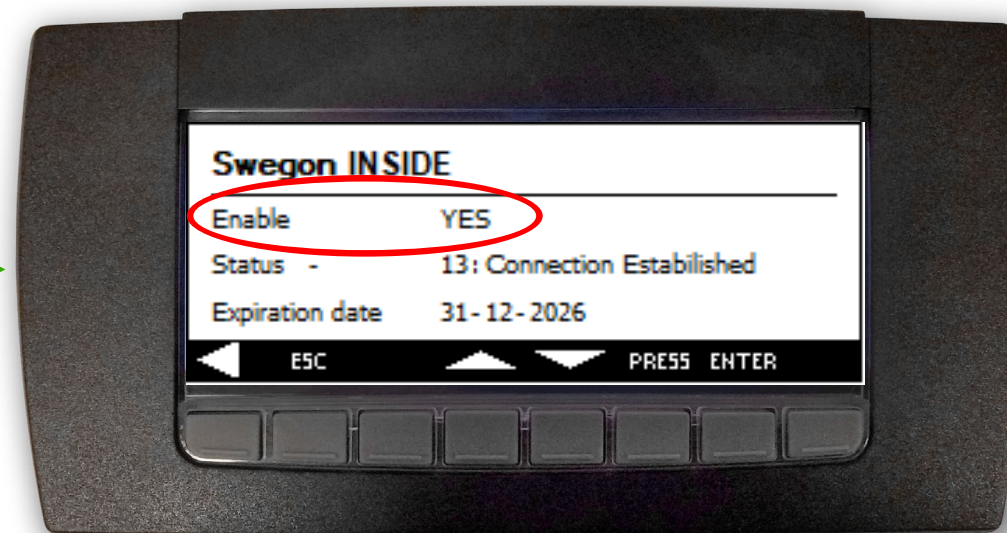 Swegon INSIDE
Enable YES
Status - 13: Connection Estabilished
Expiration date 31-12-2026
ESC PRESS ENTER